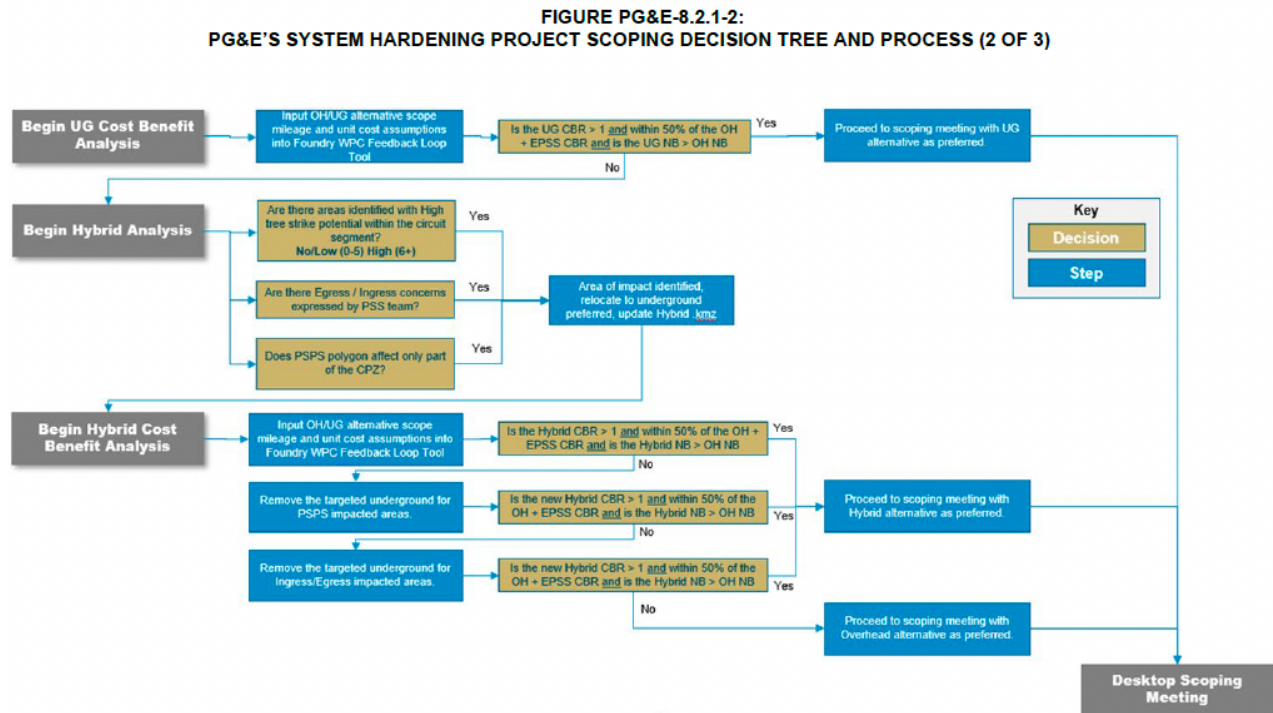 FIGURE PG&E-8.2.1-2:
PG&E'S SYSTEM HARDENING PROJECT SCOPING DECISION TREE AND PROCESS (2 OF 3)
Begin UG Cost Benefit
Analysis
Input OH/UG alternative scope
mileage and unit cost assumptions
into Foundry WPC Feedback Loop
Tool
Is the UG CBR > 1 and within 50% of the OH
+ EPSS CBR and is the UG NB > OH NB
Yes
No
Proceed to scoping meeting with UG
alternative as preferred.
Begin Hybrid Analysis
Are there areas identified with High
tree strike potential within the circuit
segment?
No/Low (0-5) High (6+)
Yes
Are there Egress / Ingress concerns
expressed by PSS team?
Yes
Does PSPS polygon affect only part
of the CPZ?
Yes
Area of impact identified,
relocate to underground
preferred, update Hybrid .kmz
Key
Decision
Step
Begin Hybrid Cost
Benefit Analysis
Input OH/UG alternative scope
mileage and unit cost assumptions into
Foundry WPC Feedback Loop Tool
Is the Hybrid CBR > 1 and within 50% of the OH +
EPSS CBR and is the Hybrid NB > OH NB
Yes
No
Remove the targeted underground for
PSPS impacted areas.
Is the new Hybrid CBR > 1 and within 50% of the
OH + EPSS CBR and is the Hybrid NB > OH NB
Yes
No
Proceed to scoping meeting with
Hybrid alternative as preferred.
Remove the targeted underground for
Ingress/Egress impacted areas.
Is the new Hybrid CBR > 1 and within 50% of the
OH + EPSS CBR and is the Hybrid NB > OH NB
Yes
No
Proceed to scoping meeting with
Overhead alternative as preferred.
Desktop Scoping
Meeting